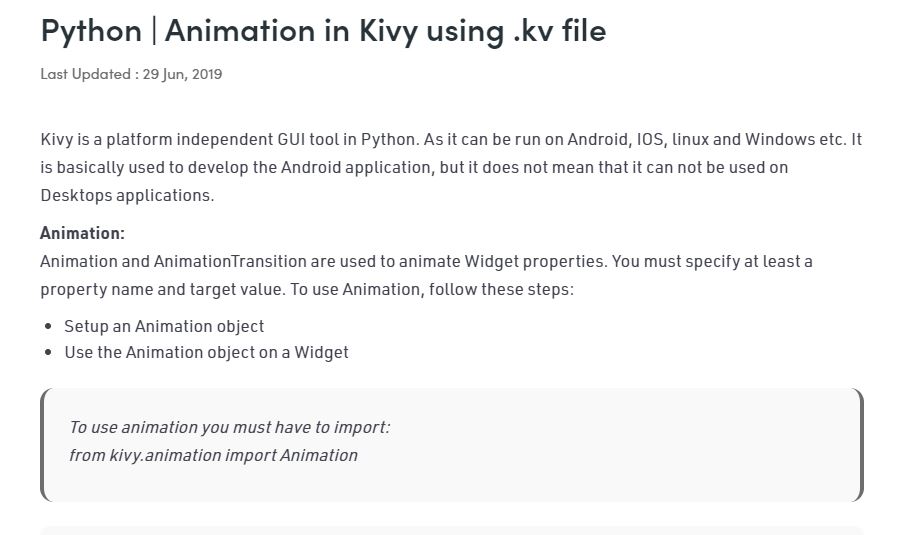 Python | Animation in Kivy using .kv file
Last Updated : 29 Jun, 2019
Kivy is a platform independent GUI tool in Python. As it can be run on Android, IOS, linux and Windows etc. It
is basically used to develop the Android application, but it does not mean that it can not be used on
Desktops applications.
Animation:
Animation and AnimationTransition are used to animate Widget properties. You must specify at least a
property name and target value. To use Animation, follow these steps:
• Setup an Animation object
• Use the Animation object on a Widget
To use animation you must have to import:
from kivy.animation import Animation